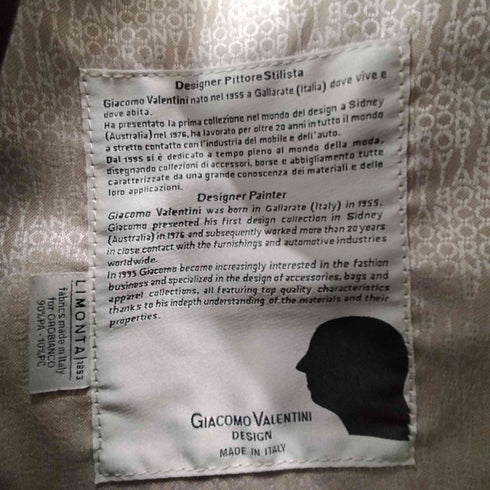 Designer Pittore Stilista
Giacomo Valentini nato nel 1955 a Gallarate (Italia) dove vive e
dove abita.
Ha presentato la prima collezione nel mondo del design a Sidney
(Australia) nel 1976, ha lavorato per oltre 20 anni in tutto il mondo
a stretto contatto con l'industria del mobile e dell'auto.
Dal 1995 si è dedicato a tempo pieno al mondo della moda,
disegnando collezioni di accessori, borse e abbigliamento tutte
caratterizzate da una grande conoscenza dei materiali e delle
loro applicazioni.
Designer Painter
Giacomo Valentini was born in Gallarate (Italy) in 1955.
Giacomo presented his first design collection in Sidney
(Australia) in 1976 and subsequently worked more than 20 years
in close contact with the furnishings and automotive industries
worldwide.
In 1995 Giacomo become increasingly interested in the fashion
business and specialized in the design of accessories, bags and
apparel collections, all featuring top quality characteristics
thanks to his indepth understanding of the materials and their
properties.
GIACOMO VALENTINI
DESIGN
MADE IN ITALY
LIMONTA 1893
fabrics made in Italy
for OROBIANCO
90%PA - 10%PC